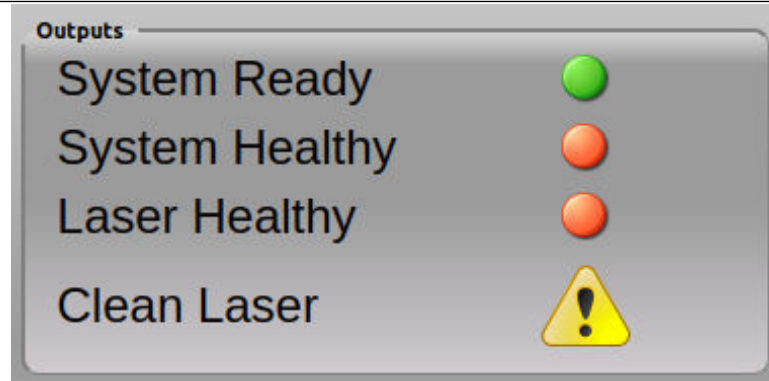 Outputs
System Ready
System Healthy
Laser Healthy
Clean Laser